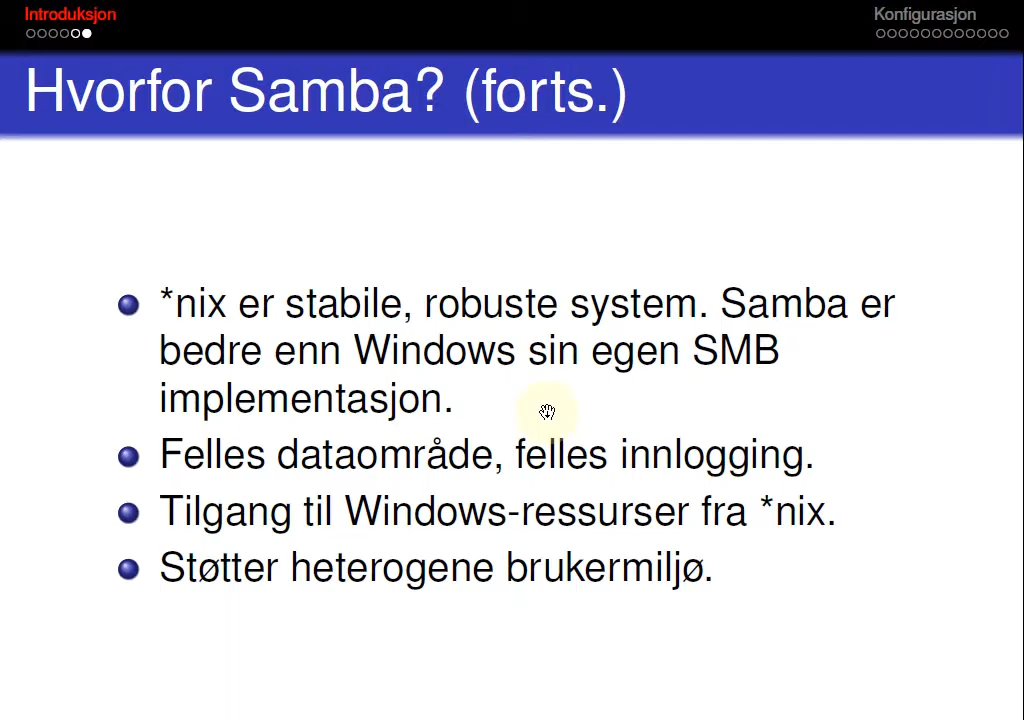 Introduksjon
Konfigurasjon
Hvorfor Samba? (forts.)
*nix er stabile, robuste system. Samba er
bedre enn Windows sin egen SMB
implementasjon.
Felles dataområde, felles innlogging.
Tilgang til Windows-ressurser fra *nix.
Støtter heterogene brukermiljø.